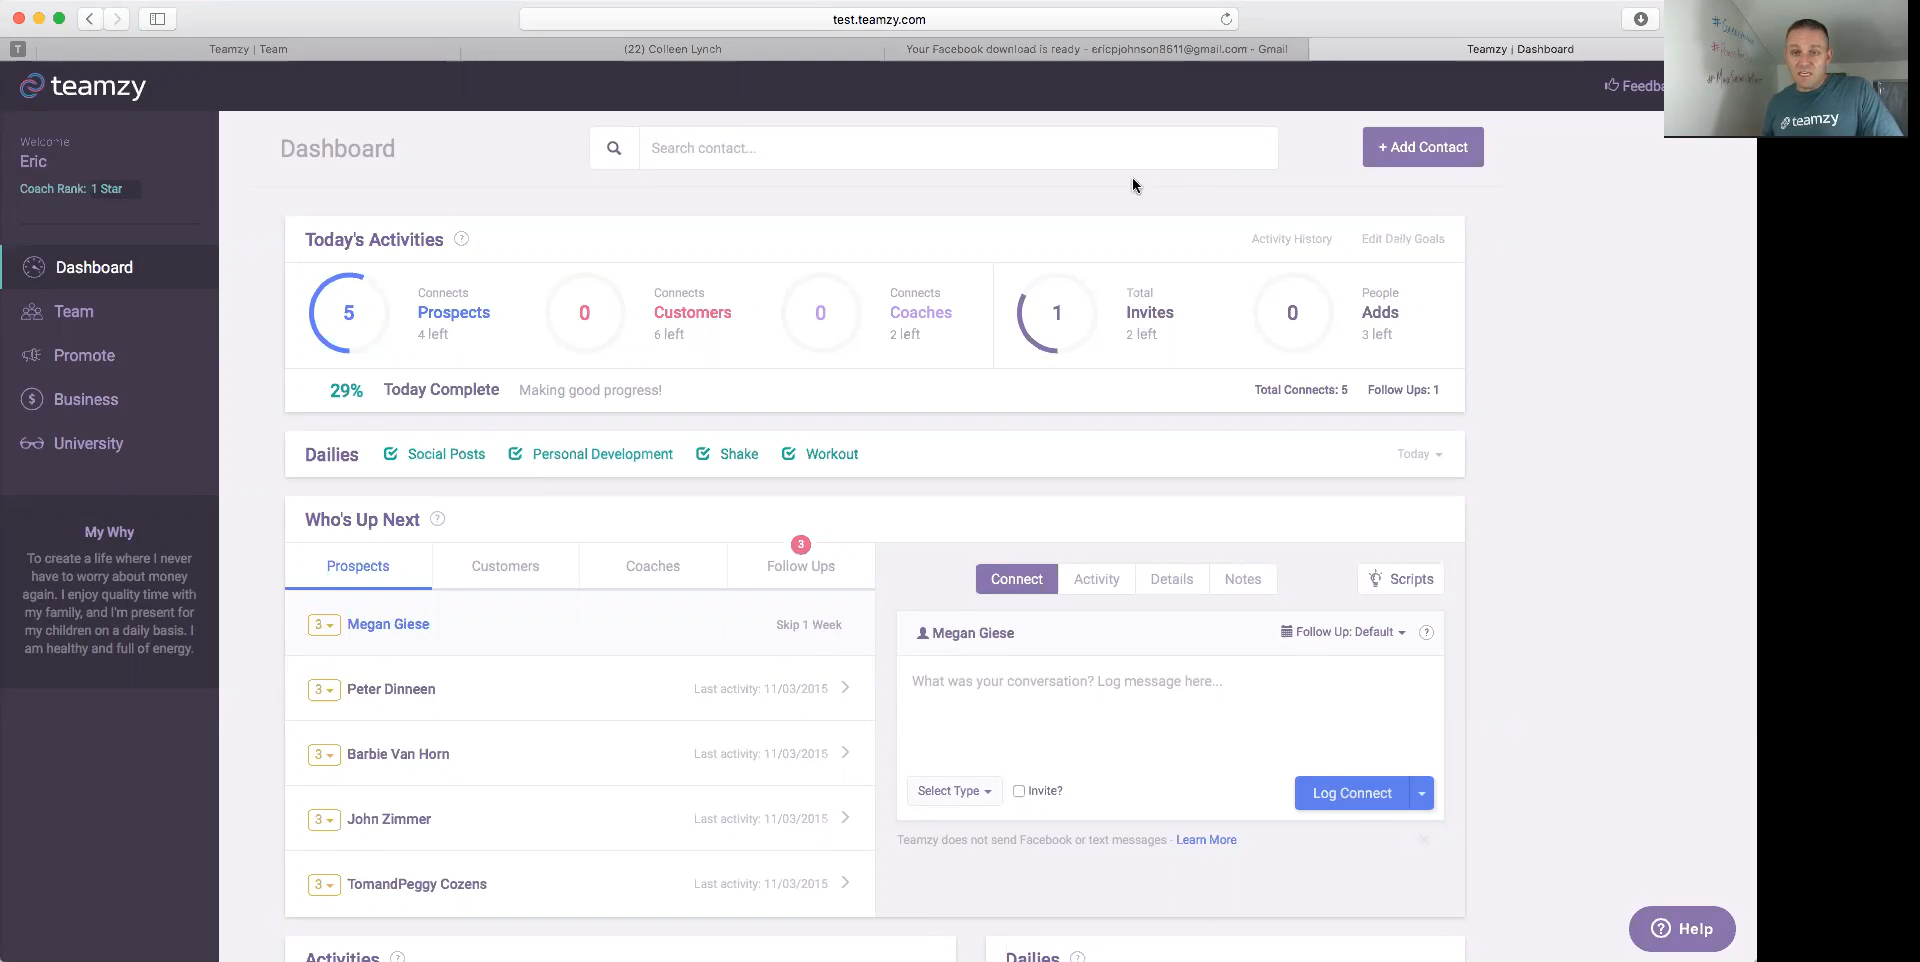 test.teamzy.com
T
Teamzy | Team
(22) Colleen Lynch
Your Facebook download is ready - ericpjohnson8611@gmail.com - Gmail
Teamzy | Dashboard
teamzy
Feedba
teamzy
Welcome
Eric
Coach Rank: 1 Star
Dashboard
Team
Promote
Business
University
My Why
To create a life where I never
have to worry about money
again. I enjoy quality time with
my family, and I'm present for
my children on a daily basis. I
am healthy and full of energy.
Dashboard
Search contact...
+ Add Contact
Today's Activities ?
Activity History
Edit Daily Goals
5
Connects
Prospects
4 left
0
Connects
Customers
6 left
0
Connects
Coaches
2 left
1
Total
Invites
2 left
0
People
Adds
3 left
29% Today Complete Making good progress!
Total Connects: 5 Follow Ups: 1
Dailies Social Posts Personal Development Shake Workout
Today
Who's Up Next ?
Prospects
Customers
Coaches
3
Follow Ups
3 Megan Giese Skip 1 Week
3 Peter Dinneen Last activity: 11/03/2015
3 Barbie Van Horn Last activity: 11/03/2015
3 John Zimmer Last activity: 11/03/2015
3 TomandPeggy Cozens Last activity: 11/03/2015
Connect
Activity
Details
Notes
Scripts
Megan Giese
Follow Up: Default ?
What was your conversation? Log message here...
Select Type
Invite?
Log Connect
Teamzy does not send Facebook or text messages - Learn More
? Help
Activities ?
Dailies ?